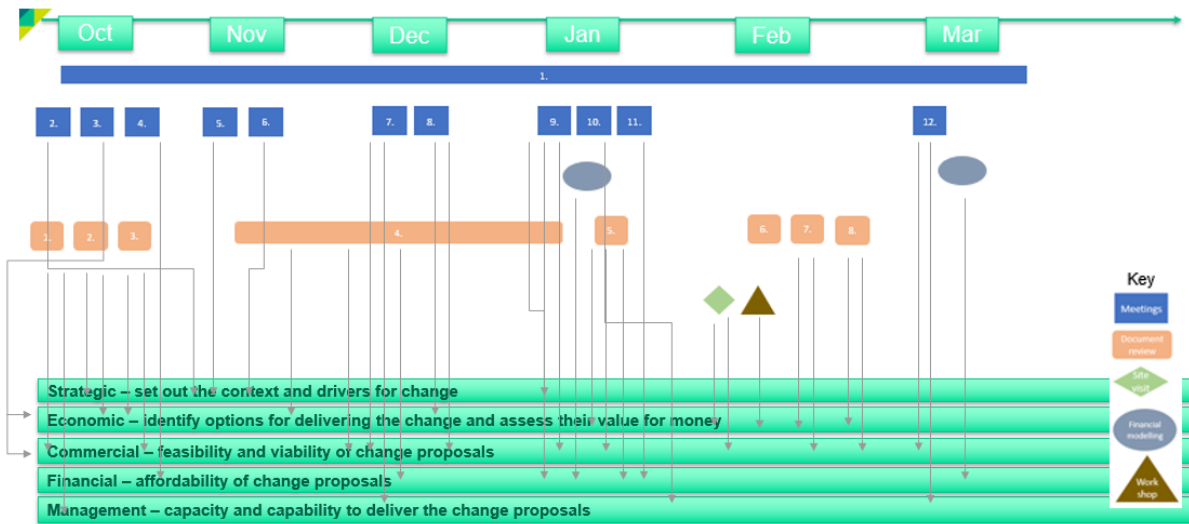 Oct Nov Dec Jan Feb Mar
1.
2. 3. 4. 5. 6. 7. 8. 9. 10. 11. 12.
1. 2. 3. 4. 5. 6. 7. 8.
Key
Meetings
Document
review
Site
visit
Financial
modelling
Work
shop
Strategic – set out the context and drivers for change
Economic – identify options for delivering the change and assess their value for money
Commercial – feasibility and viability of change proposals
Financial – affordability of change proposals
Management – capacity and capability to deliver the change proposals